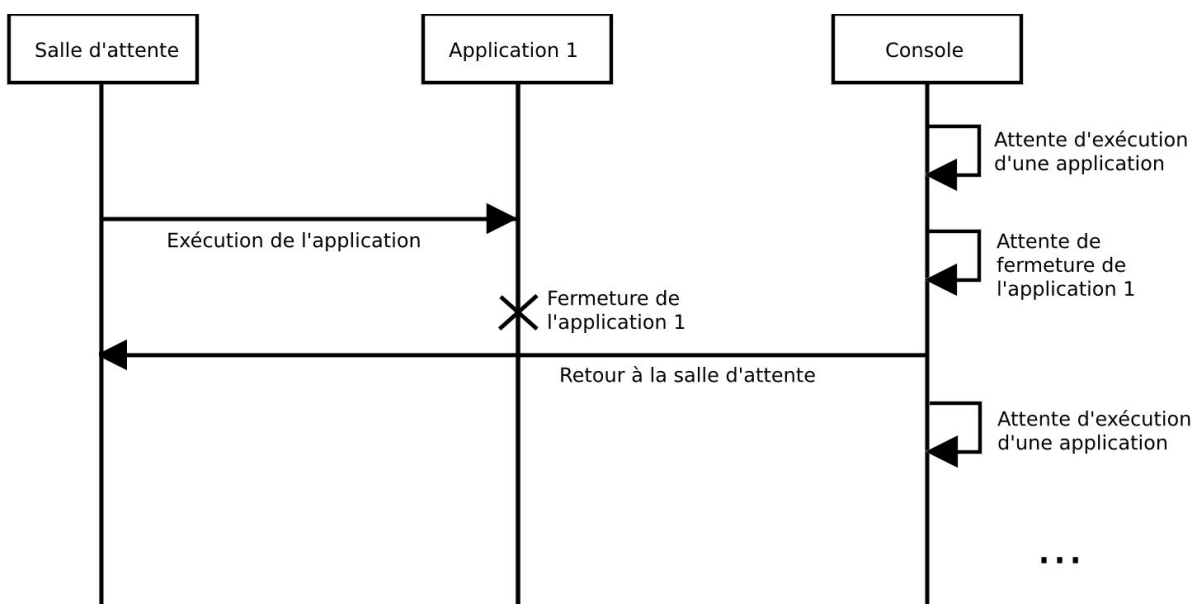 Salle d'attente
Application 1
Console
Attente d'exécution
d'une application
Exécution de l'application
Attente de
fermeture de
l'application 1
Fermeture de
l'application 1
Retour à la salle d'attente
Attente d'exécution
d'une application
...